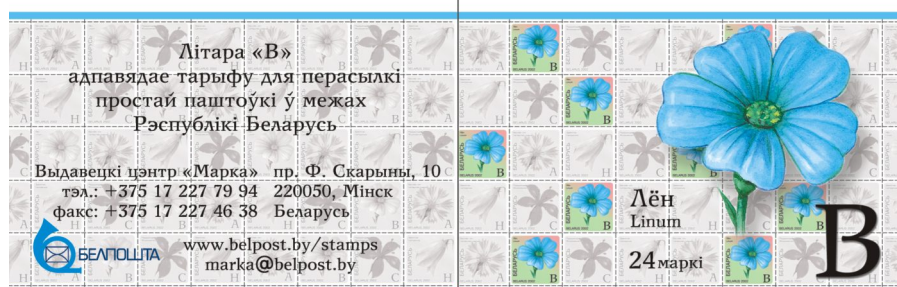 Літара «В»
адпавядае тарыфу для перасылкі
простай паштоўкі ў межах
Рэспублікі Беларусь
Выдавецкі цэнтр «Марка» пр. Ф. Скарыны, 10
тэл.: +375 17 227 79 94 220050, Мінск
факс: +375 17 227 46 38 Беларусь
БЕЛПОШТА
www.belpost.by/stamps
marka@belpost.by
Лён
Linum
24 маркі
В